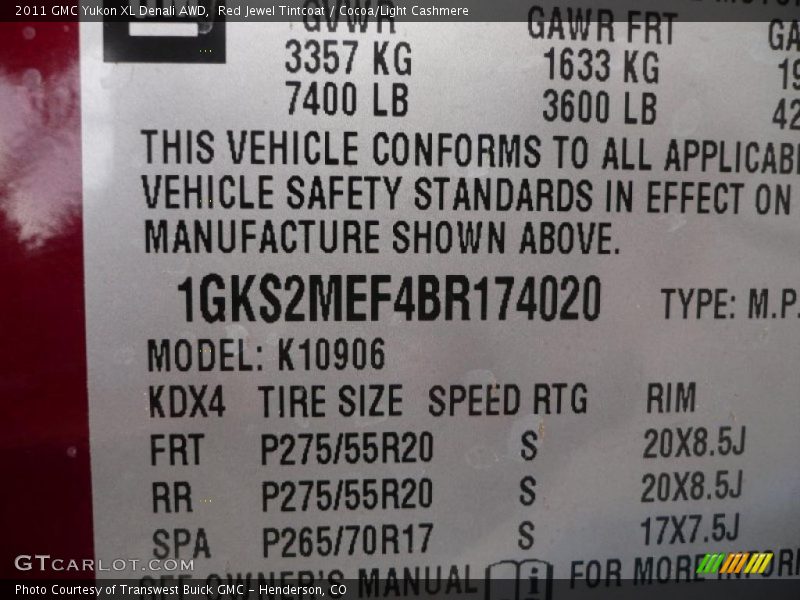 2011 GMC Yukon XL Denali AWD, Red Jewel Tintcoat / Cocoa/Light Cashmere
GVWR GAWR FRT
3357 KG 1633 KG
7400 LB 3600 LB
THIS VEHICLE CONFORMS TO ALL
VEHICLE SAFETY STANDARDS IN EFFECT ON
MANUFACTURE SHOWN ABOVE.
1GKS2MEF4BR174020 TYPE: M.P.
MODEL: K10906
KDX4 TIRE SIZE SPEED RTG RIM
FRT P275/55R20 S 20X8.5J
RR P275/55R20 S 20X8.5J
SPA P265/70R17 S 17X7.5J
SEE OWNER'S MANUAL i FOR MORE
GTCARLOT.COM
Photo Courtesy of Transwest Buick GMC - Henderson, CO